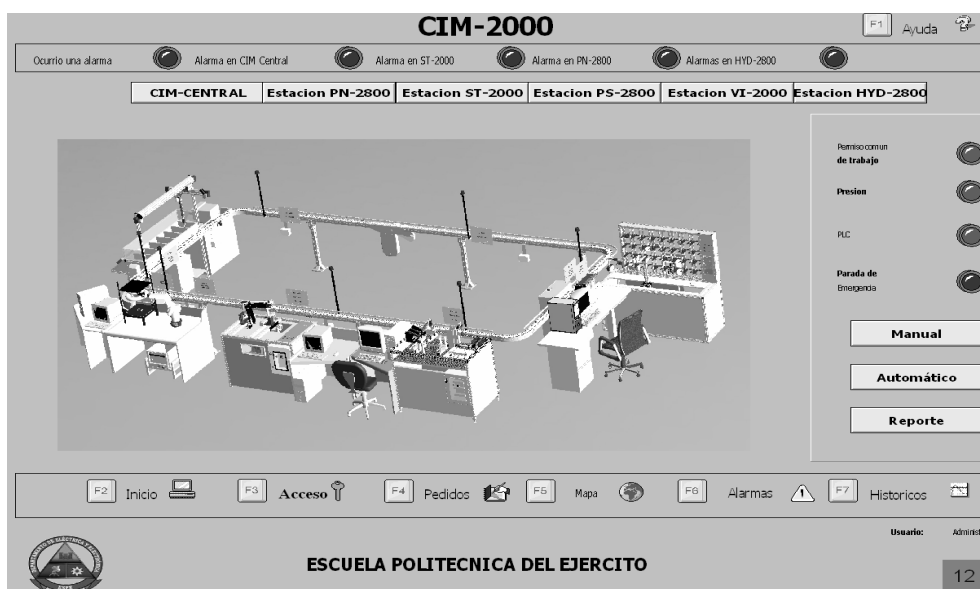 CIM-2000
F1 Ayuda
Ocurrio una alarma Alarma en CIM Central Alarma en ST-2000 Alarma en PN-2800 Alarmas en HYD-2800
CIM-CENTRAL Estacion PN-2800 Estacion ST-2000 Estacion PS-2800 Estacion VI-2000 Estacion HYD-2800
Permiso comun
de trabajo
Presion
PLC
Parada de
Emergencia
Manual
Automático
Reporte
F2 Inicio F3 Acceso F4 Pedidos F5 Mapa F6 Alarmas F7 Historicos
Usuario: Administ
ESCUELA POLITECNICA DEL EJERCITO
12